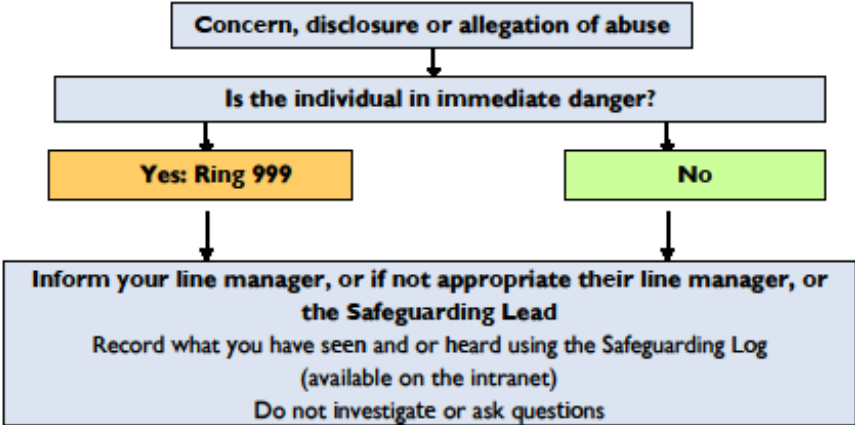 Concern, disclosure or allegation of abuse
Is the individual in immediate danger?
Yes: Ring 999
No
Inform your line manager, or if not appropriate their line manager, or
the Safeguarding Lead
Record what you have seen and or heard using the Safeguarding Log
(available on the intranet)
Do not investigate or ask questions